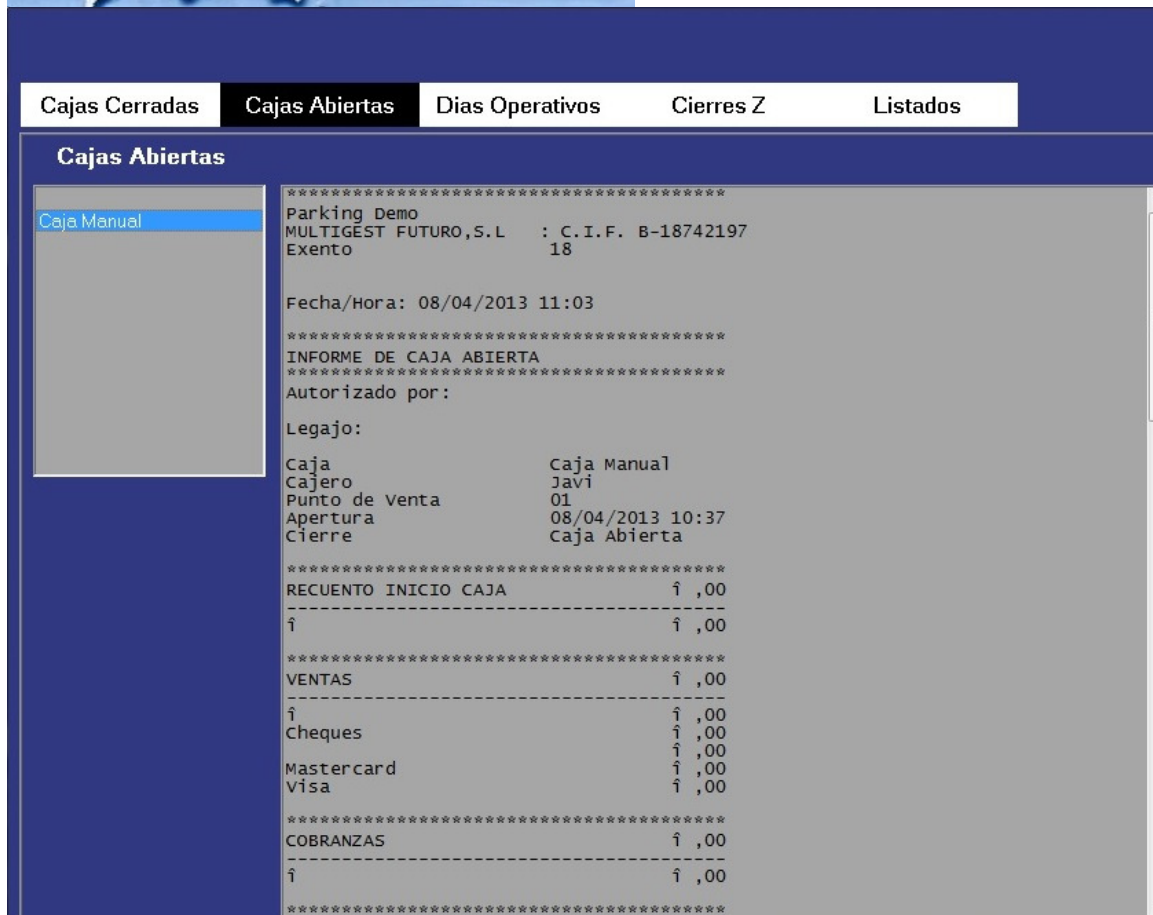 Cajas Cerradas Cajas Abiertas Dias Operativos Cierres Z Listados
Cajas Abiertas
Caja Manual
****************************************
Parking Demo
MULTIGEST FUTURO,S.L : C.I.F. B-18742197
Exento 18
Fecha/Hora: 08/04/2013 11:03
****************************************
INFORME DE CAJA ABIERTA
****************************************
Autorizado por:
Legajo:
Caja Caja Manual
Cajero Javi
Punto de Venta 01
Apertura 08/04/2013 10:37
Cierre Caja Abierta
****************************************
RECUENTO INICIO CAJA î ,00
----------------------------------------
î î ,00
****************************************
VENTAS î ,00
----------------------------------------
î î ,00
Cheques î ,00
î ,00
Mastercard î ,00
Visa î ,00
****************************************
COBRANZAS î ,00
----------------------------------------
î î ,00
****************************************